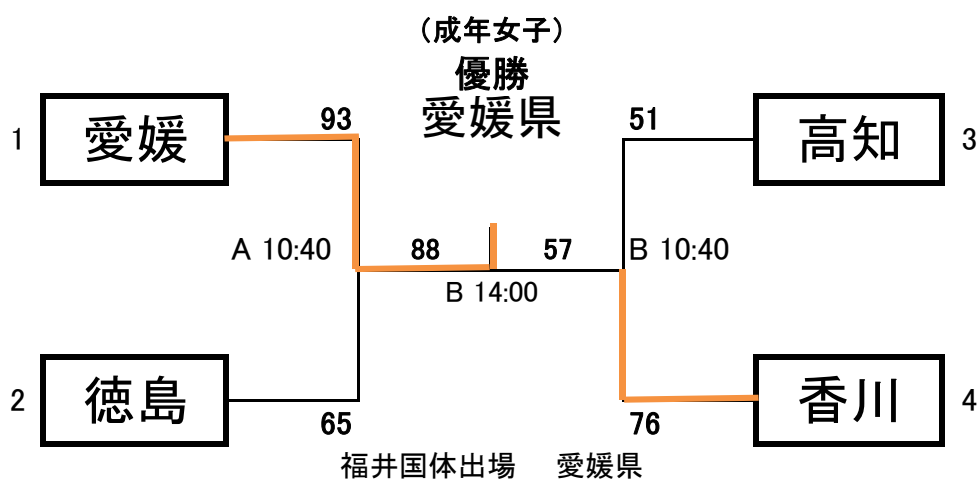 （成年女子）
優勝
愛媛県
1 愛媛 93 51 高知 3
A 10:40 88 57 B 10:40
B 14:00
2 徳島 65 76 香川 4
福井国体出場 愛媛県